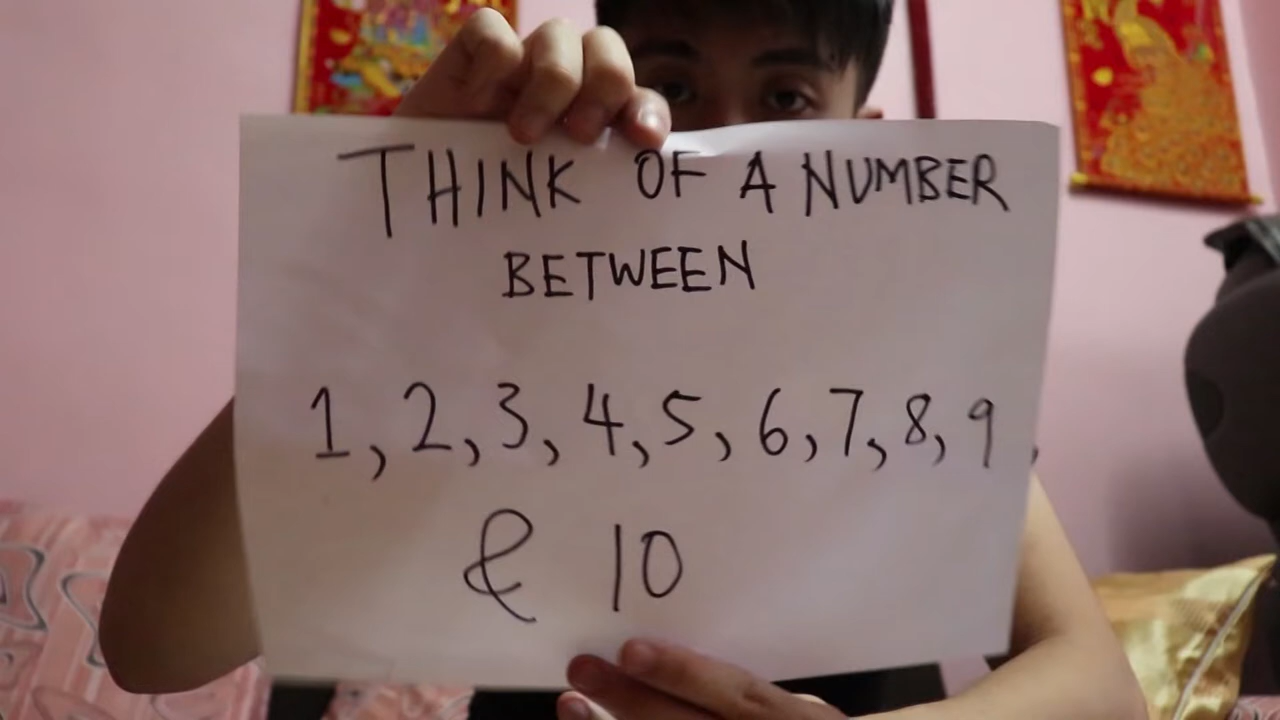 THINK OF A NUMBER
BETWEEN
1, 2, 3, 4, 5, 6, 7, 8, 9
& 10